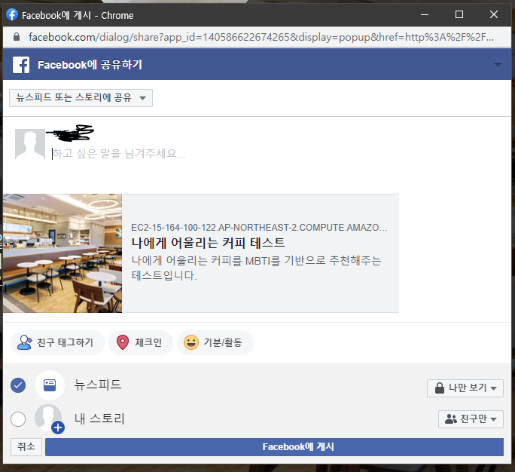 Facebook에 게시 - Chrome
facebook.com/dialog/share?app_id=140586622674265&display=popup&href=http%3A%2F%2F...
Facebook에 공유하기
뉴스피드 또는 스토리에 공유
하고 싶은 말을 남겨주세요...
EC2-15-164-100-122.AP-NORTHEAST-2.COMPUTE.AMAZO...
나에게 어울리는 커피 테스트
나에게 어울리는 커피를 MBTI를 기반으로 추천해주는
테스트입니다.
친구 태그하기 체크인 기분/활동
뉴스피드 나만 보기
내 스토리 친구만
취소 Facebook에 게시